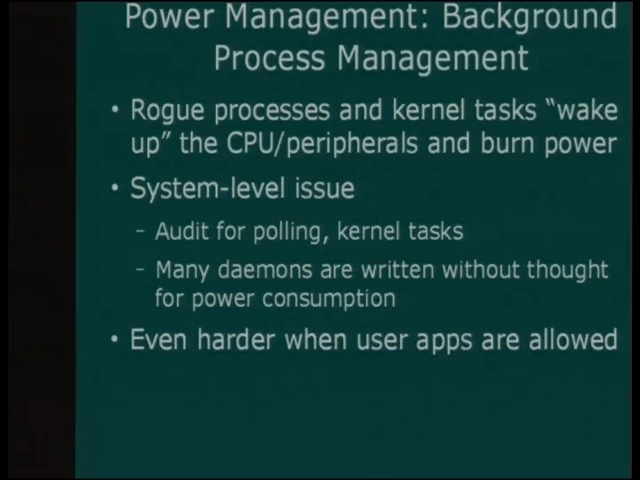 Power Management: Background
Process Management
• Rogue processes and kernel tasks “wake
up” the CPU/peripherals and burn power
• System-level issue
– Audit for polling, kernel tasks
– Many daemons are written without thought
for power consumption
• Even harder when user apps are allowed